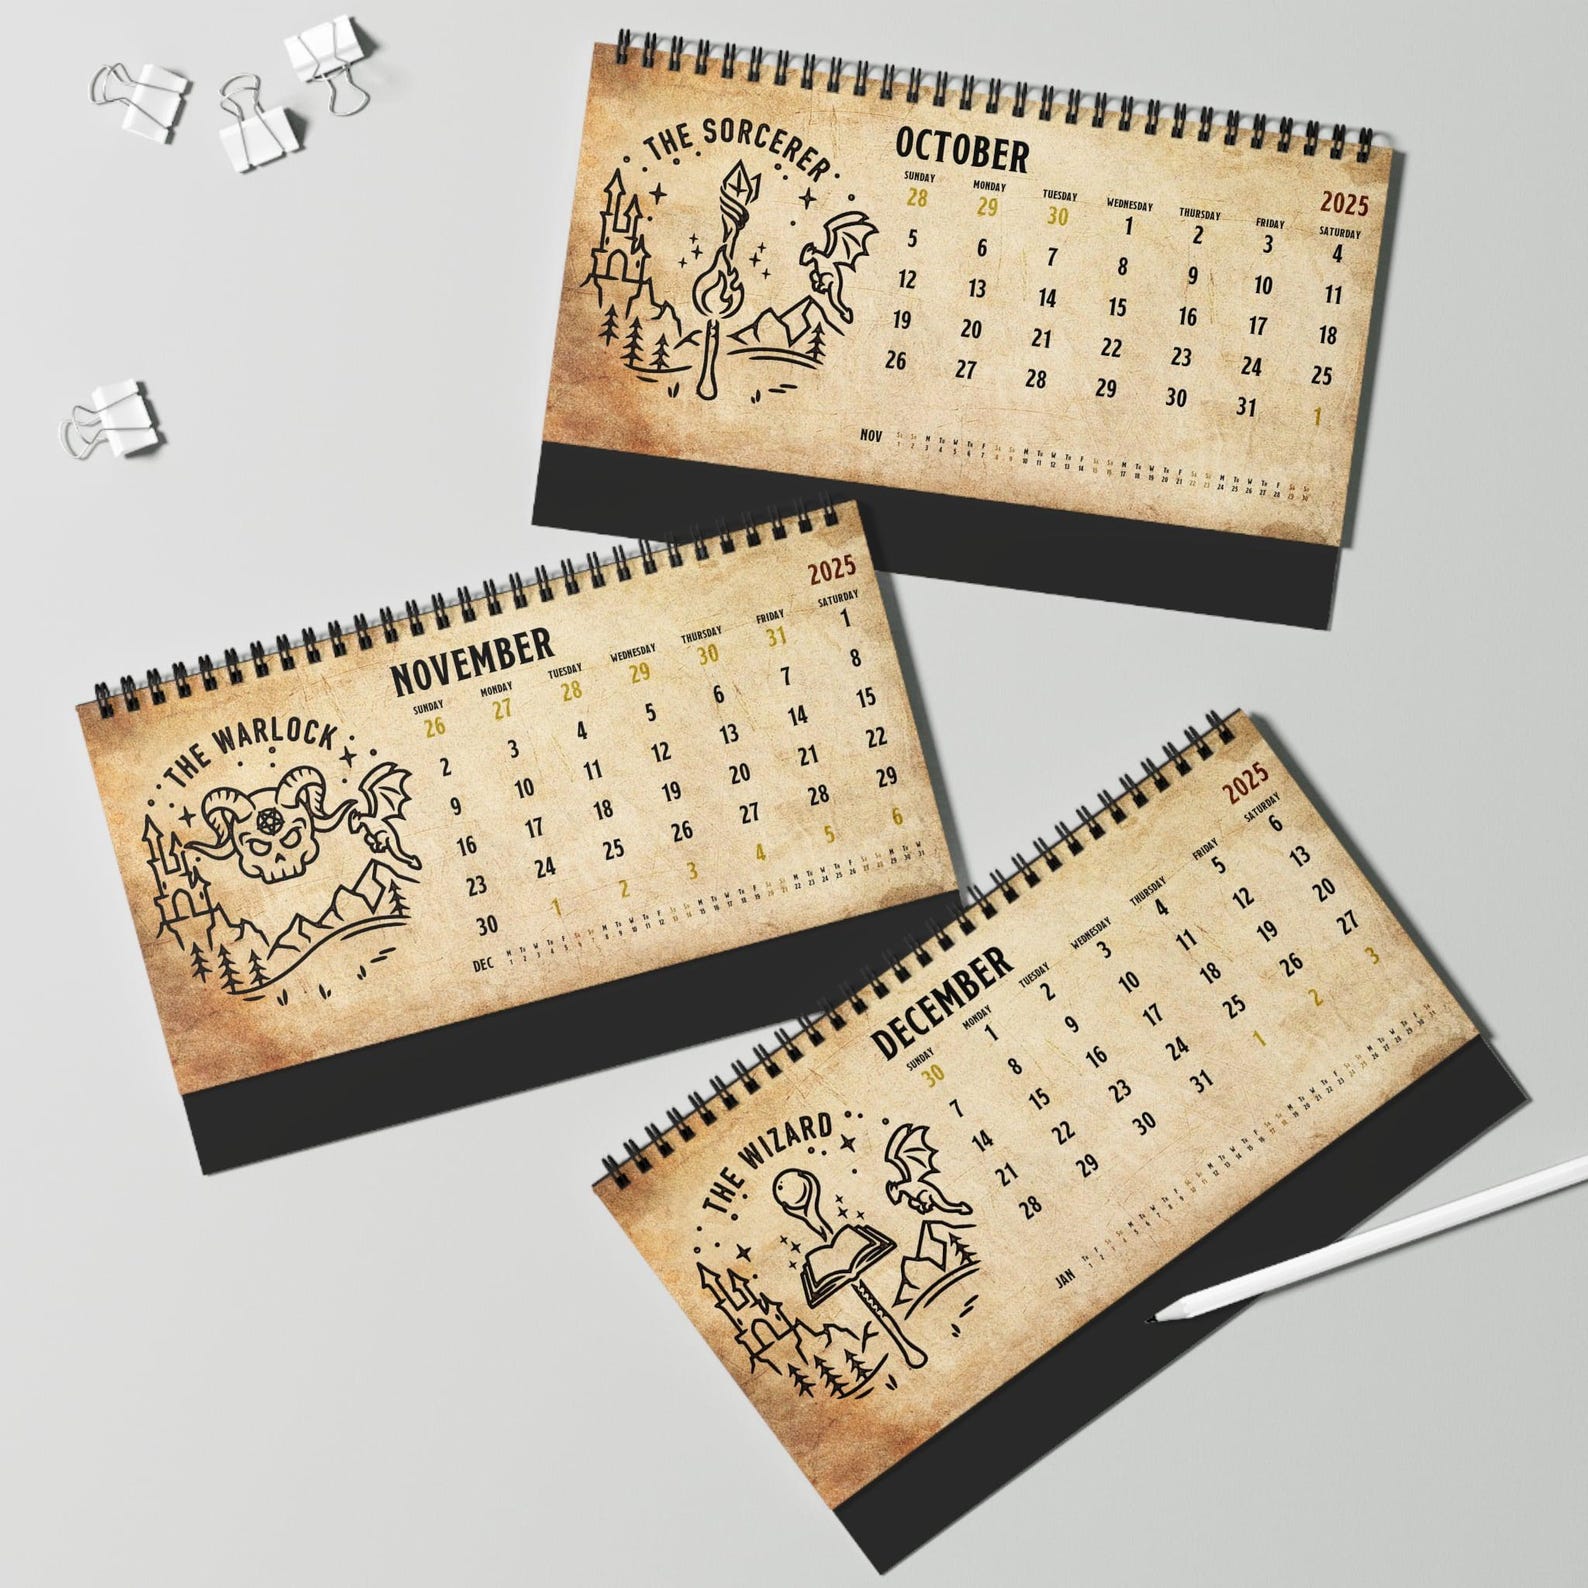 THE SORCERER
OCTOBER
2025
SUNDAY MONDAY TUESDAY WEDNESDAY THURSDAY FRIDAY SATURDAY
28 29 30 1 2 3 4
5 6 7 8 9 10 11
12 13 14 15 16 17 18
19 20 21 22 23 24 25
26 27 28 29 30 31 1
NOV
THE WARLOCK
NOVEMBER
2025
SUNDAY MONDAY TUESDAY WEDNESDAY THURSDAY FRIDAY SATURDAY
26 27 28 29 30 31 1
2 3 4 5 6 7 8
9 10 11 12 13 14 15
16 17 18 19 20 21 22
23 24 25 26 27 28 29
30 1 2 3 4 5 6
DEC
THE WIZARD
DECEMBER
2025
SUNDAY MONDAY TUESDAY WEDNESDAY THURSDAY FRIDAY SATURDAY
30 1 2 3 4 5 6
7 8 9 10 11 12 13
14 15 16 17 18 19 20
21 22 23 24 25 26 27
28 29 30 31 1 2 3
JAN